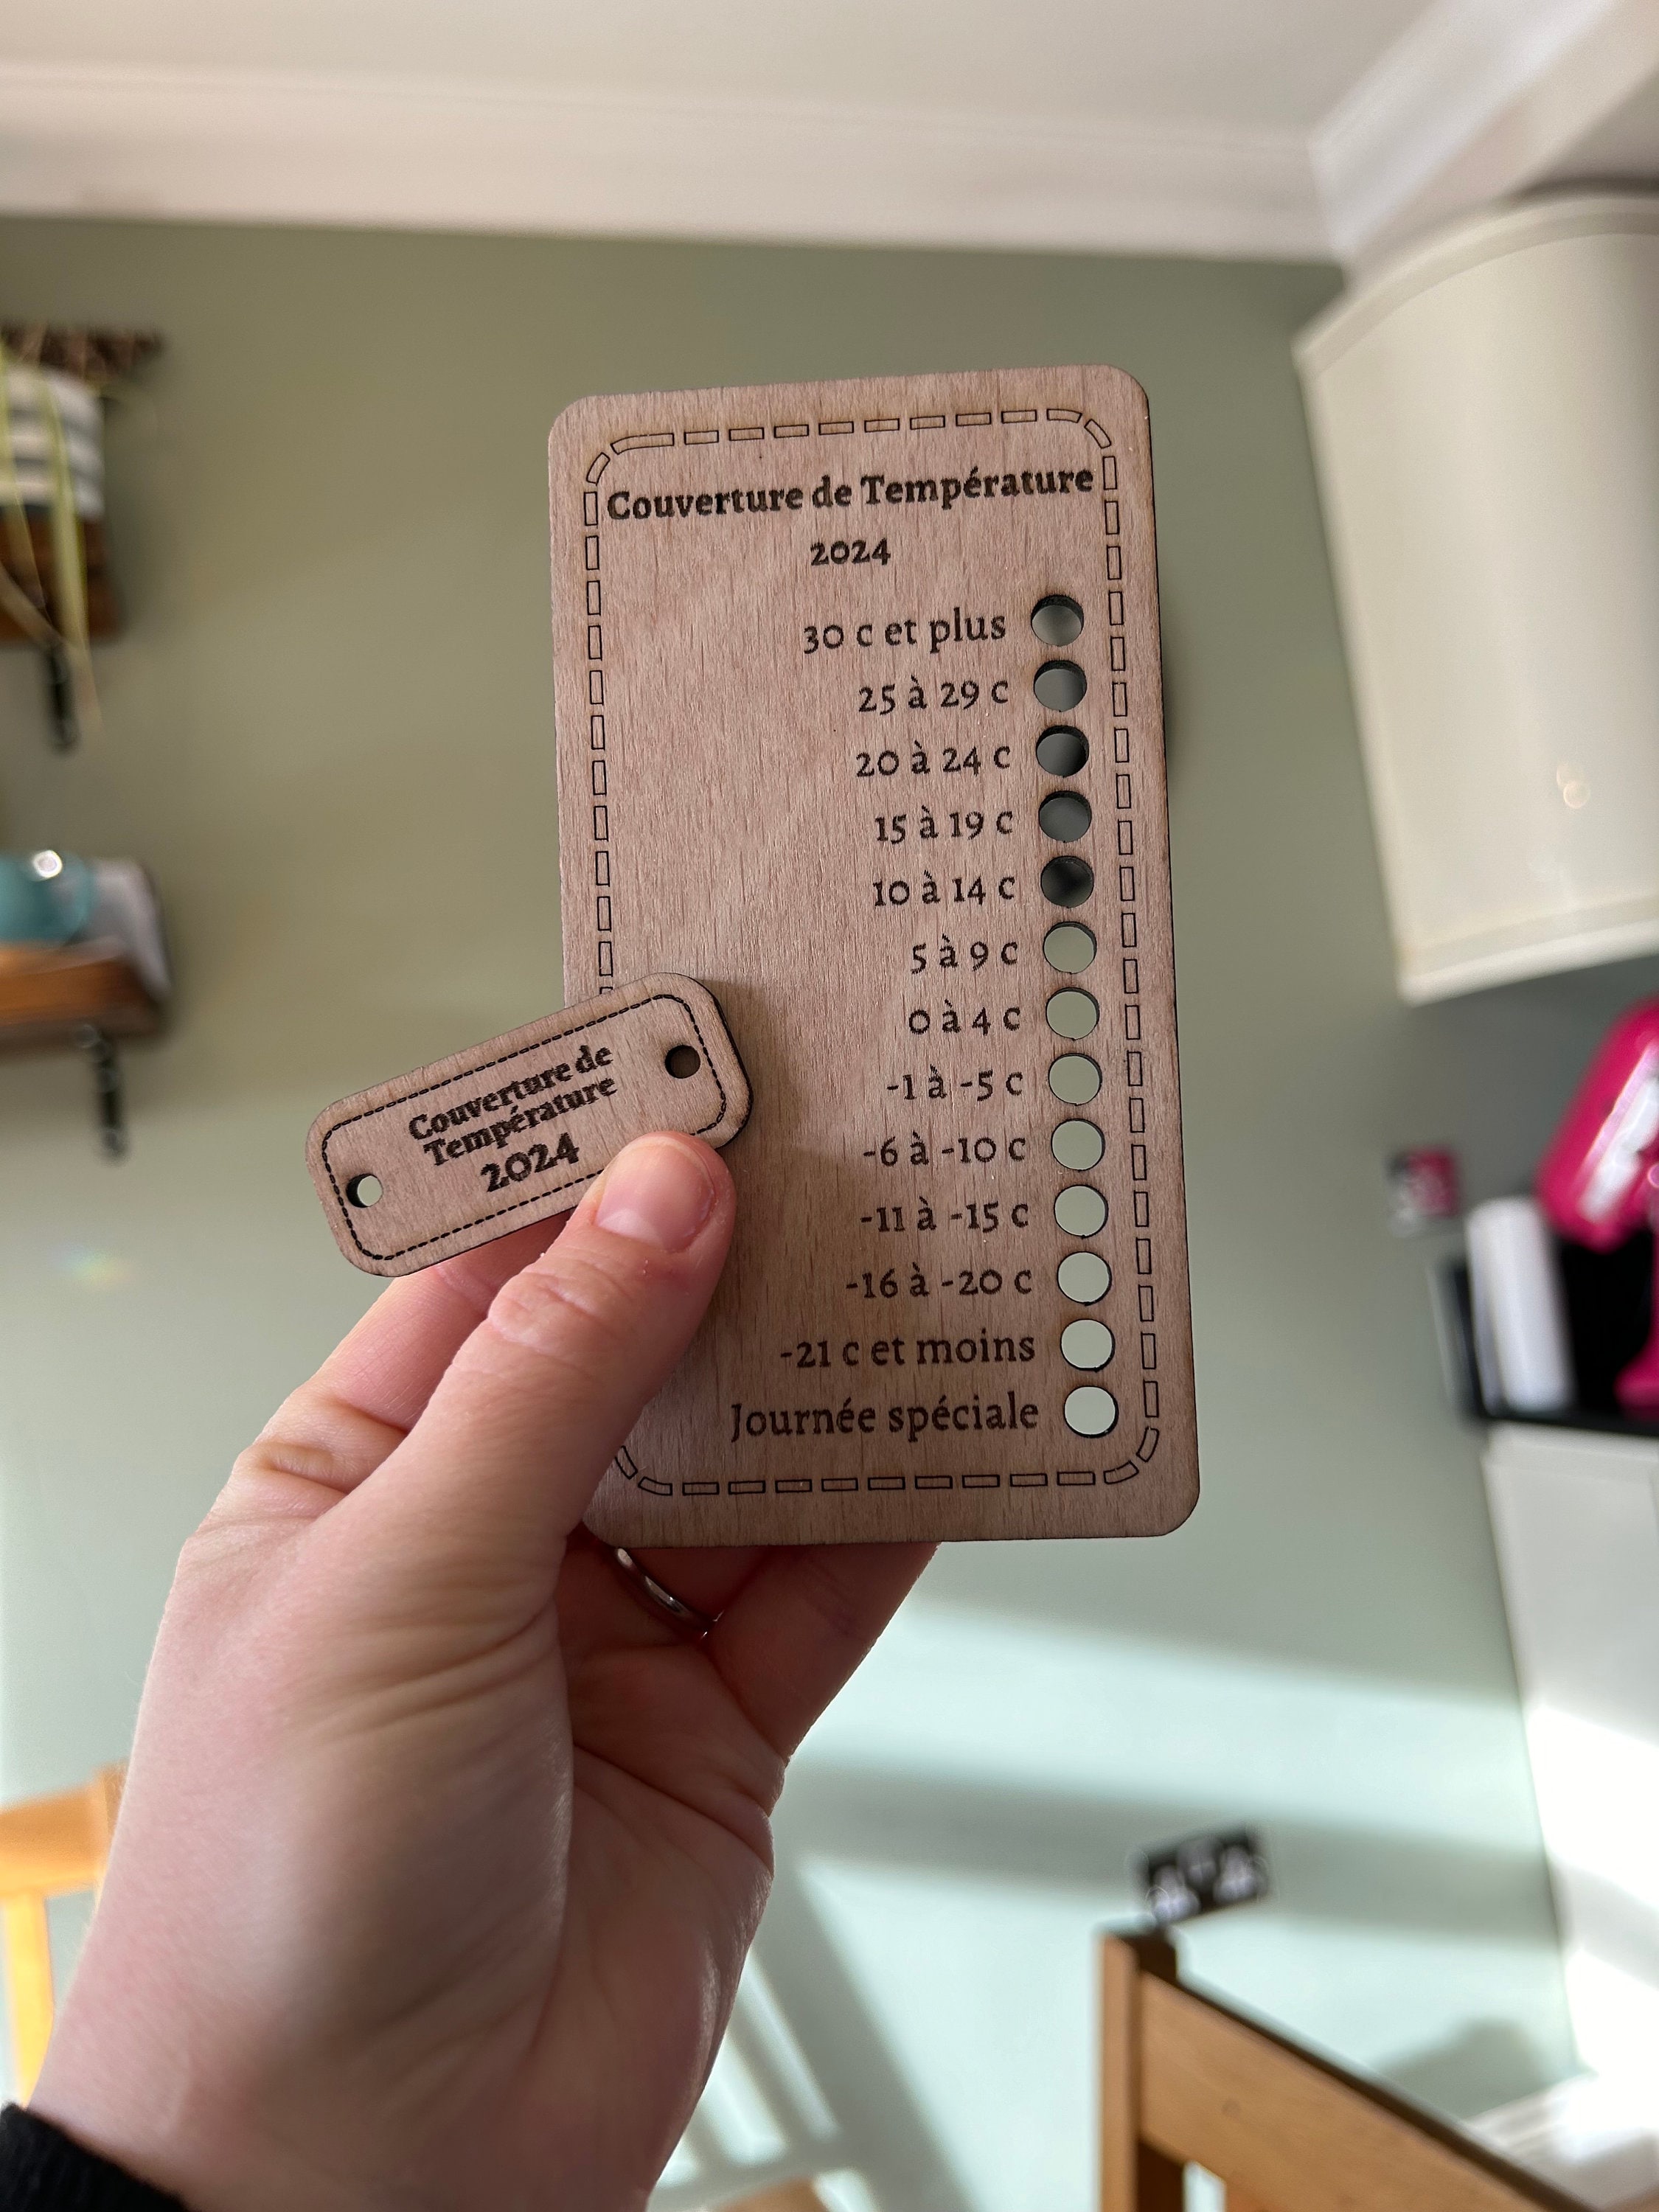 Couverture de Température
2024
30 c et plus
25 à 29 c
20 à 24 c
15 à 19 c
10 à 14 c
5 à 9 c
0 à 4 c
-1 à -5 c
-6 à -10 c
-11 à -15 c
-16 à -20 c
-21 c et moins
Journée spéciale
Couverture de
Température
2024